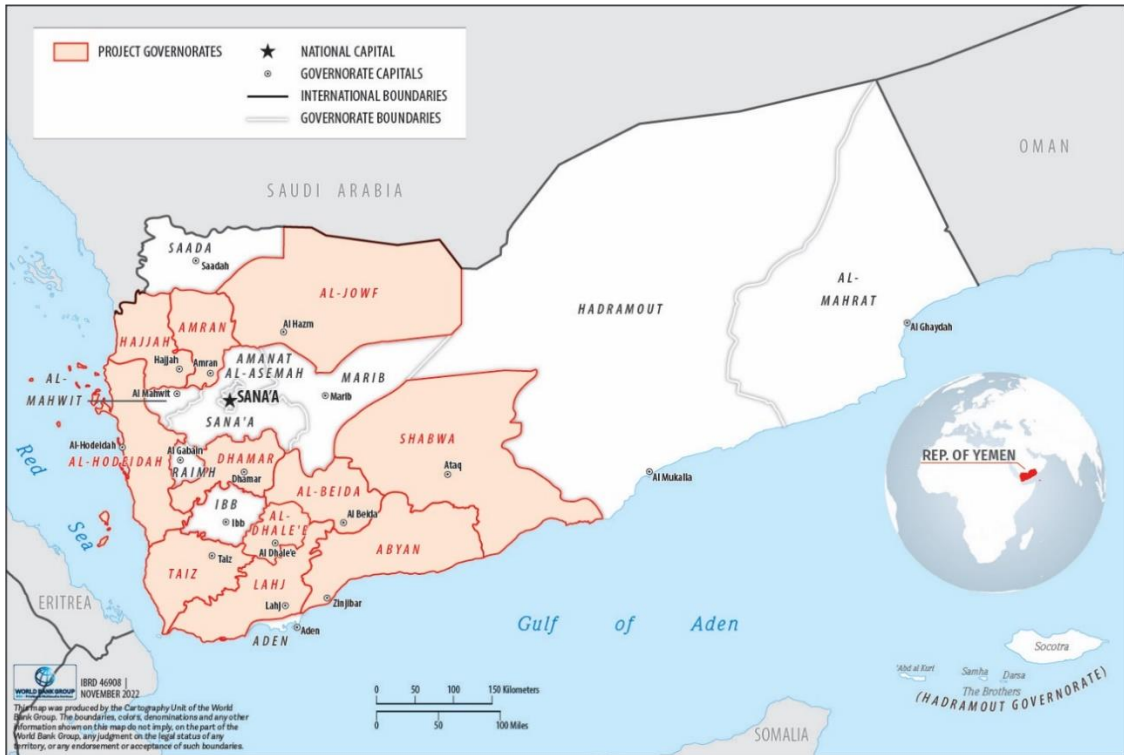 PROJECT GOVERNORATES
NATIONAL CAPITAL
GOVERNORATE CAPITALS
INTERNATIONAL BOUNDARIES
GOVERNORATE BOUNDARIES
SAUDI ARABIA
OMAN
SAADA
Saadah
AL-JOWF
Al Hazm
HADRAMOUT
AL-
MAHRAT
Al Ghaydah
AMRAN
HAJJAH
Hajjah
Amran
AMANAT
AL-ASEMAH
MARIB
Marib
AL-
MAHWIT
Al Mahwit
SANA'A
SANA'A
SHABWA
Ataq
Al-Hodeidah
AL-HODEIDAH
Al Gabain
RAIMH
DHAMAR
Dhamar
Al Mukalla
REP. OF YEMEN
Red
Sea
AL-BEIDA
Al Beida
IBB
Ibb
AL-
DHALE'E
Al Dhale'e
ABYAN
TAIZ
Taiz
LAHJ
Lahj
Zinjibar
Aden
ADEN
Gulf of Aden
ERITREA
Socotra
'Abd al Kuri
Samha
Darsa
The Brothers
(HADRAMOUT GOVERNORATE)
SOMALIA
0 50 100 150 Kilometers
0 50 100 Miles
WORLD BANK GROUP
IBRD 46908 |
NOVEMBER 2022
This map was produced by the Cartography Unit of the World
Bank Group. The boundaries, colors, denominations and any other
information shown on this map do not imply, on the part of the
World Bank Group, any judgment on the legal status of any
territory, or any endorsement or acceptance of such boundaries.